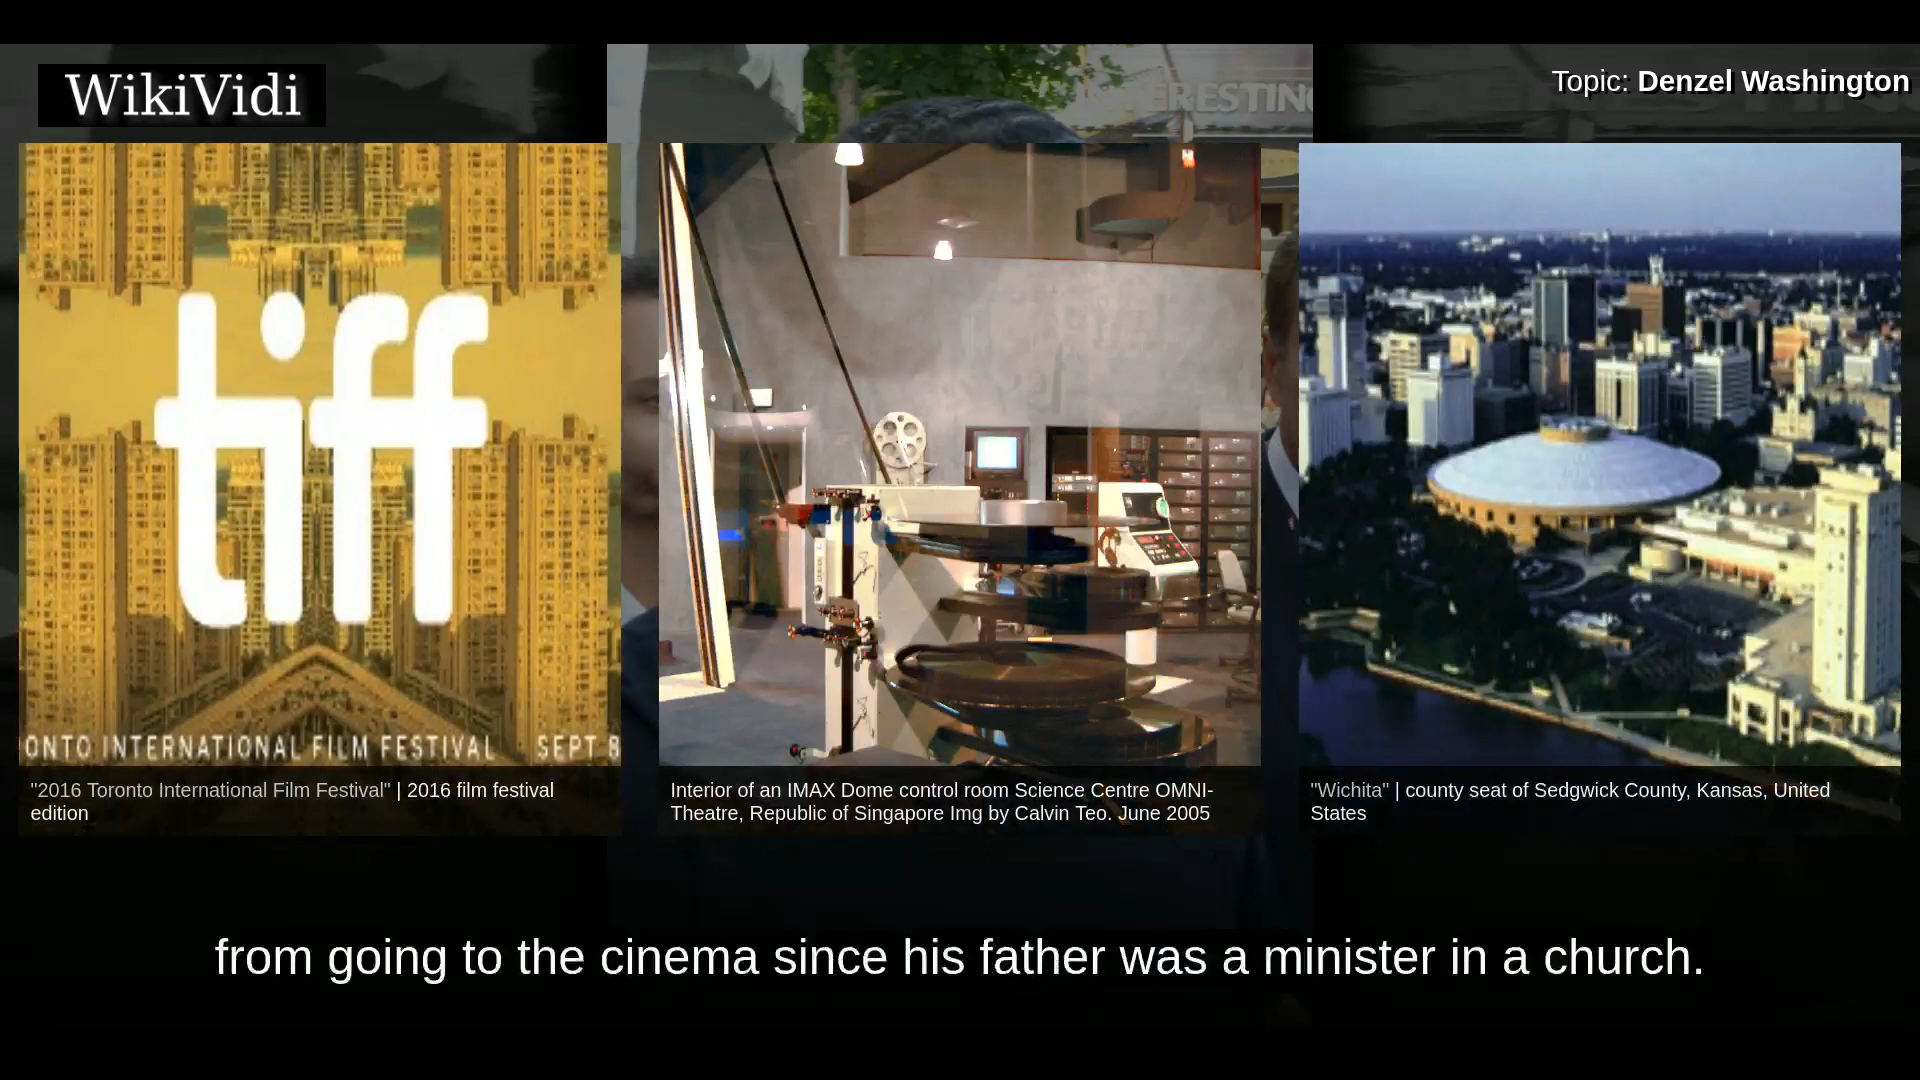 WikiVidi
Topic: Denzel Washington
tiff
ONTO INTERNATIONAL FILM FESTIVAL SEPT 8
"2016 Toronto International Film Festival" | 2016 film festival
edition
Interior of an IMAX Dome control room Science Centre OMNI-
Theatre, Republic of Singapore Img by Calvin Teo. June 2005
"Wichita" | county seat of Sedgwick County, Kansas, United
States
from going to the cinema since his father was a minister in a church.